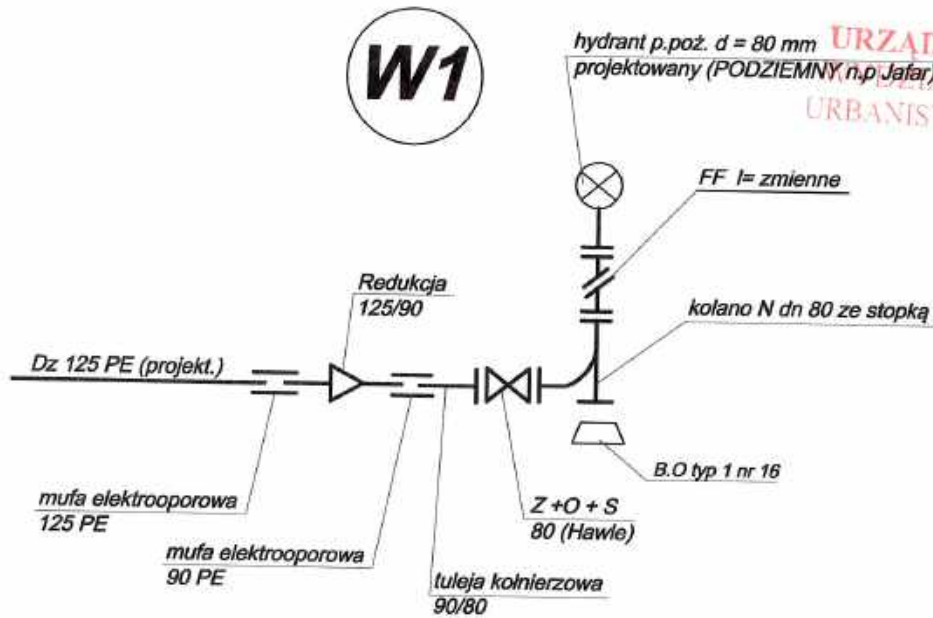 W1
hydrant p.poż. d = 80 mm
projektowany (PODZIEMNY n.p Jafar)
URZĄD
URBANIS
FF l= zmienne
Redukcja
125/90
kolano N dn 80 ze stopką
Dz 125 PE (projekt.)
B.O typ 1 nr 16
mufa elektrooporowa
125 PE
Z +O + S
80 (Hawle)
mufa elektrooporowa
90 PE
tuleja kołnierzowa
90/80